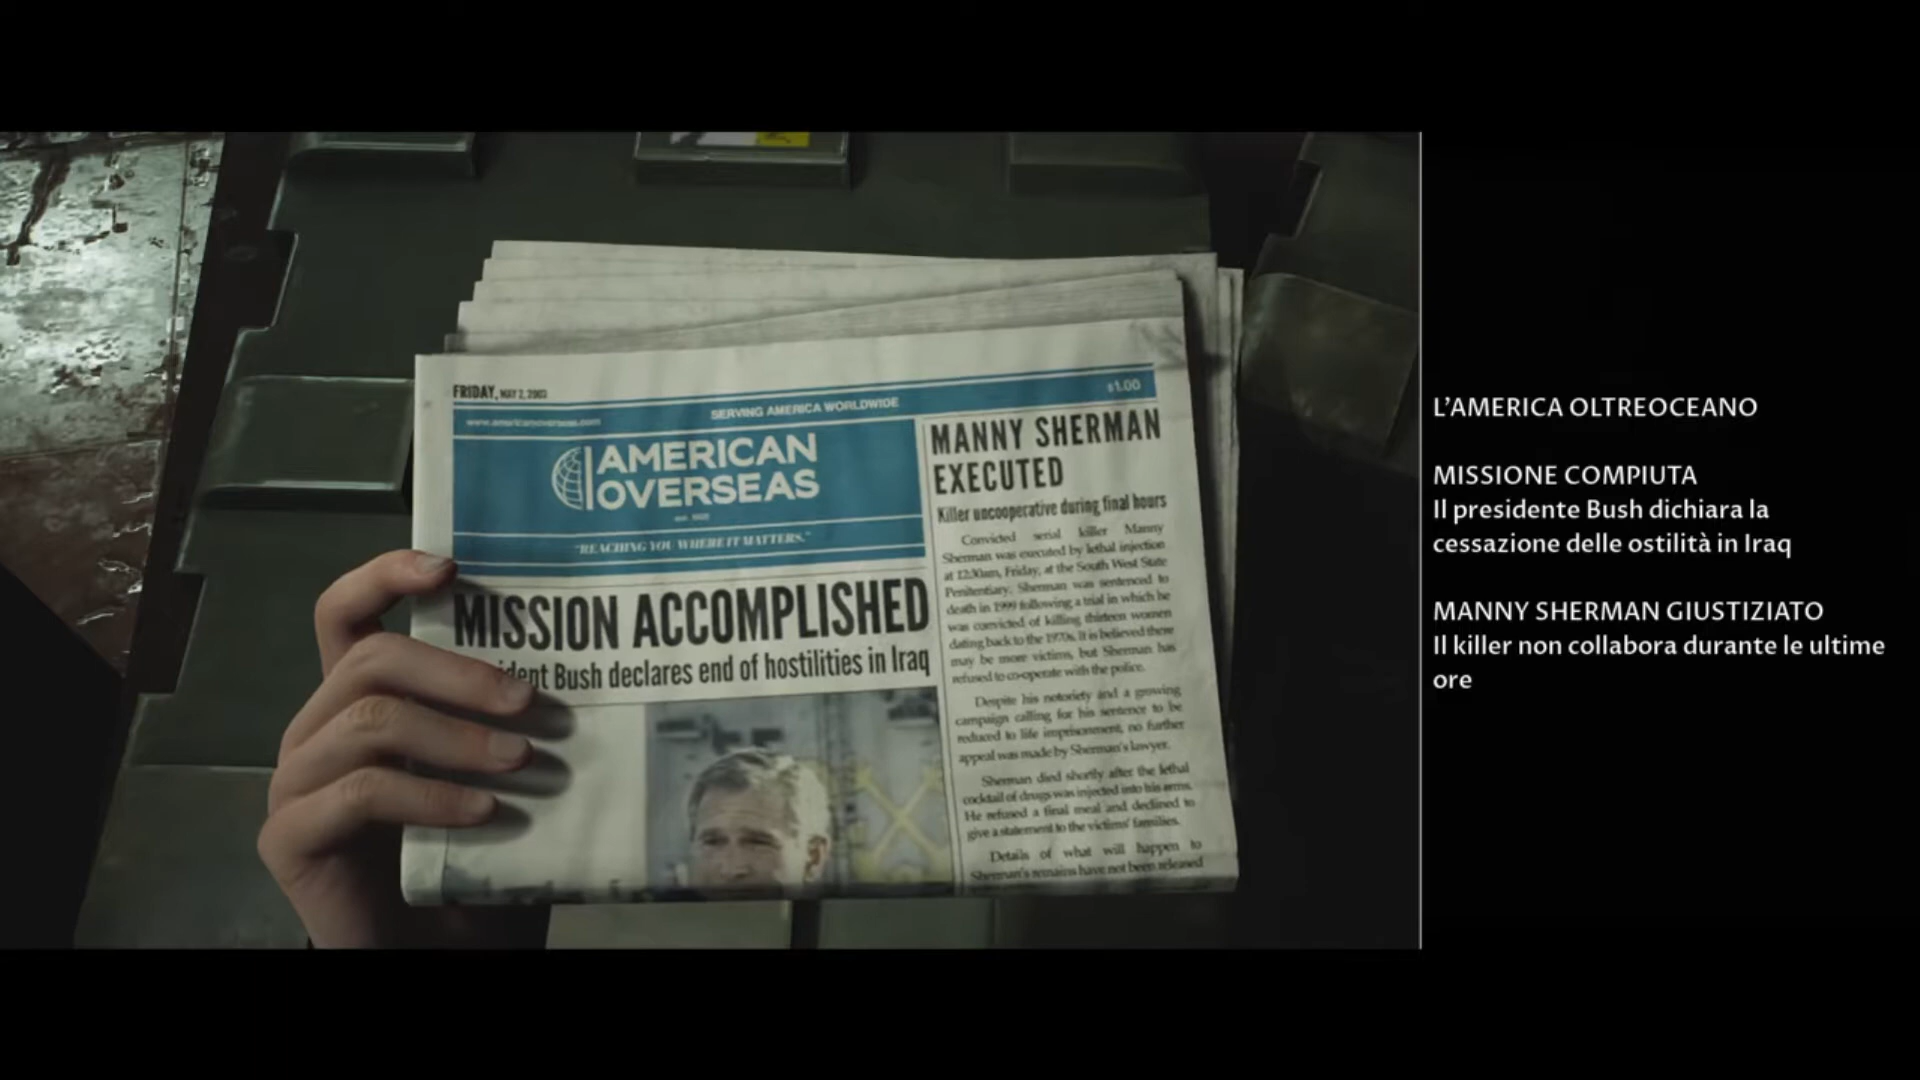 FRIDAY, MAY 2, 2003
$1.00
www.americanoverseas.com
SERVING AMERICA WORLDWIDE
AMERICAN
OVERSEAS
"REACHING YOU WHERE IT MATTERS."
MISSION ACCOMPLISHED
ident Bush declares end of hostilities in Iraq
MANNY SHERMAN
EXECUTED
Killer uncooperative during final hours
Convicted serial killer Manny
Sherman was executed by lethal injection
at 12:30am, Friday, at the South West State
Penitentiary. Sherman was sentenced to
death in 1999 following a trial in which he
was convicted of killing thirteen women
dating back to the 1970s. It is believed there
may be more victims, but Sherman has
refused to co-operate with the police.
Despite his notoriety and a growing
campaign calling for his sentence to be
reduced to life imprisonment, no further
appeal was made by Sherman's lawyer.
Sherman died shortly after the lethal
cocktail of drugs was injected into his arms.
He refused a final meal and declined to
give a statement to the victims' families.
Details of what will happen to
Sherman's remains have not been released
L'AMERICA OLTREOCEANO
MISSIONE COMPIUTA
Il presidente Bush dichiara la
cessazione delle ostilità in Iraq
MANNY SHERMAN GIUSTIZIATO
Il killer non collabora durante le ultime
ore